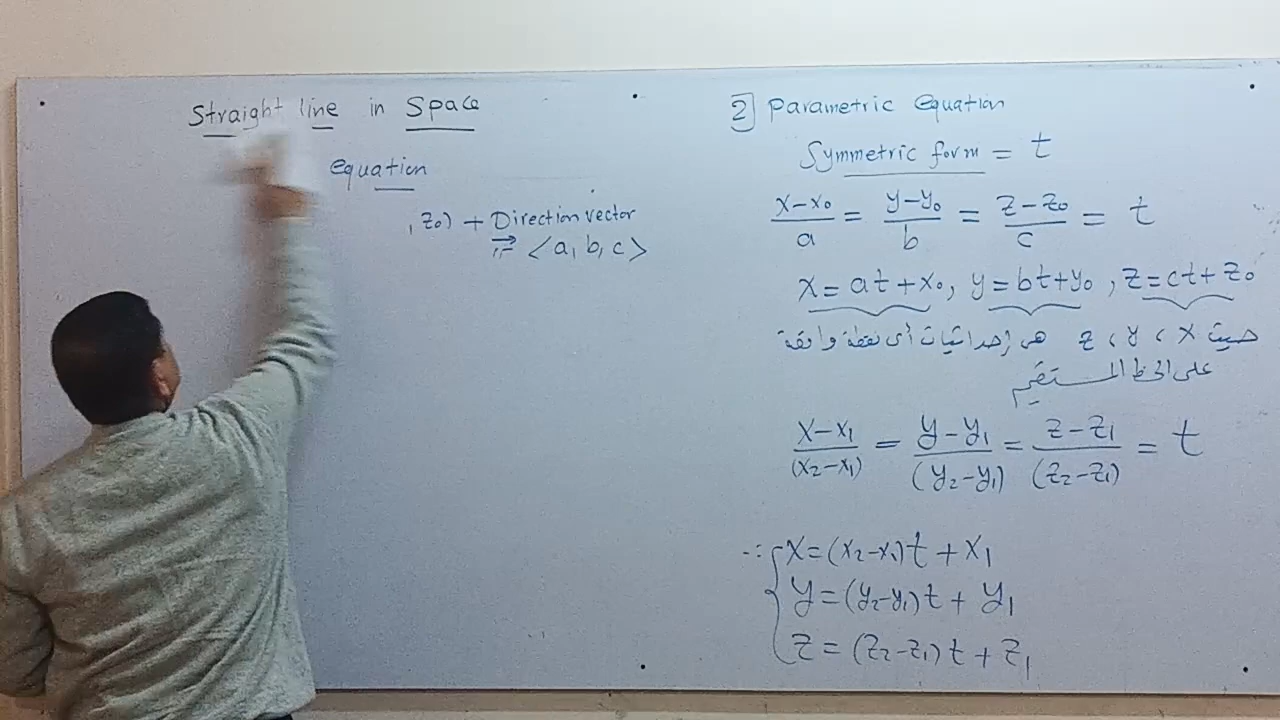 Straight line in Space
equation
, z₀) + Direction vector
⟨a, b, c⟩
2] Parametric equation
Symmetric form = t
(x-x₀)/a = (y-y₀)/b = (z-z₀)/c = t
x=at+x₀, y=bt+y₀, z=ct+z₀
حيث x ، y ، z هى إحداثيات أى نقطة واقعة
على الخط المستقيم
(x-x₁)/(x₂-x₁) = (y-y₁)/(y₂-y₁) = (z-z₁)/(z₂-z₁) = t
∴ { x=(x₂-x₁)t + x₁
y=(y₂-y₁)t + y₁
z=(z₂-z₁)t + z₁